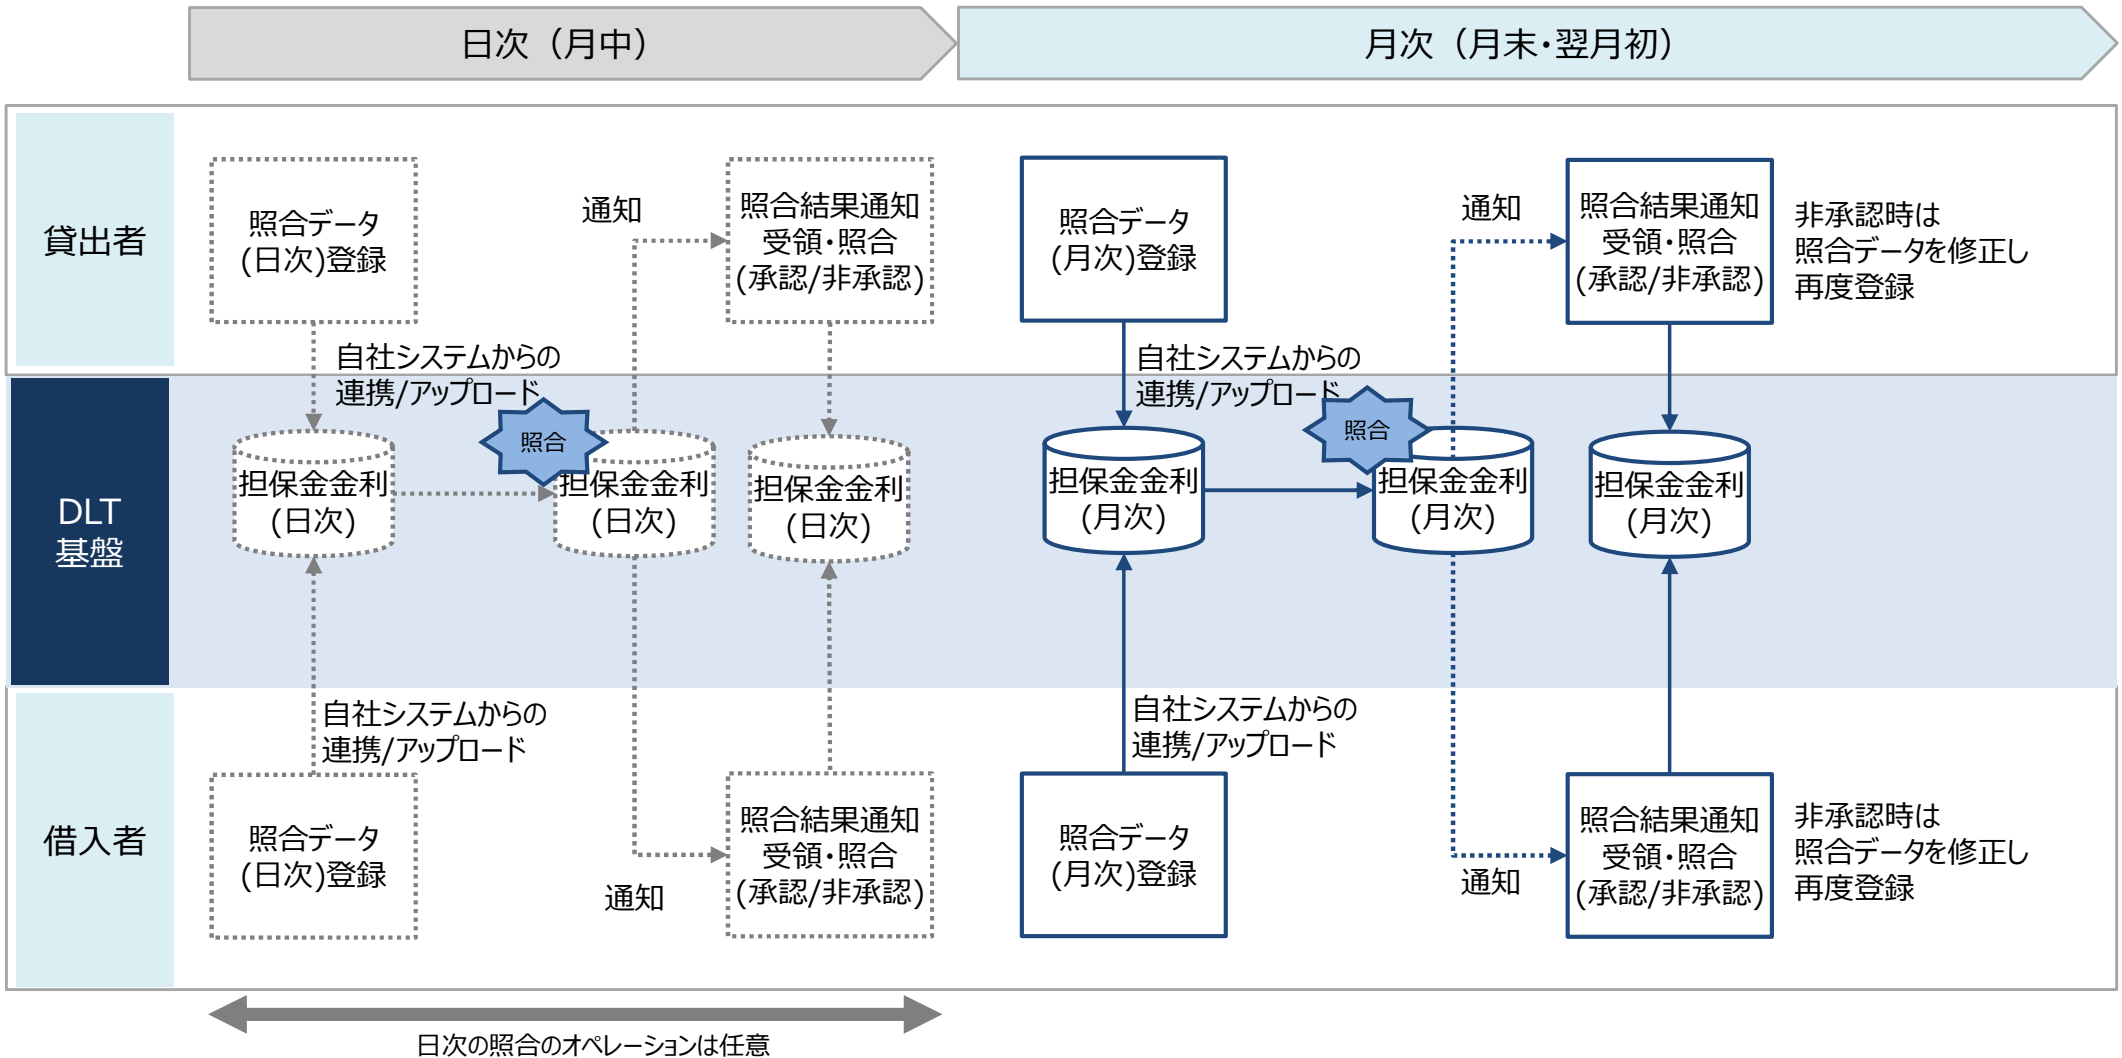 日次（月中）
月次（月末・翌月初）
貸出者
照合データ
(日次)登録
通知
照合結果通知
受領・照合
(承認/非承認)
照合データ
(月次)登録
通知
照合結果通知
受領・照合
(承認/非承認)
非承認時は
照合データを修正し
再度登録
自社システムからの
連携/アップロード
自社システムからの
連携/アップロード
DLT
基盤
照合
照合
担保金金利
(日次)
担保金金利
(日次)
担保金金利
(日次)
担保金金利
(月次)
担保金金利
(月次)
担保金金利
(月次)
自社システムからの
連携/アップロード
自社システムからの
連携/アップロード
借入者
照合データ
(日次)登録
通知
照合結果通知
受領・照合
(承認/非承認)
照合データ
(月次)登録
通知
照合結果通知
受領・照合
(承認/非承認)
非承認時は
照合データを修正し
再度登録
日次の照合のオペレーションは任意